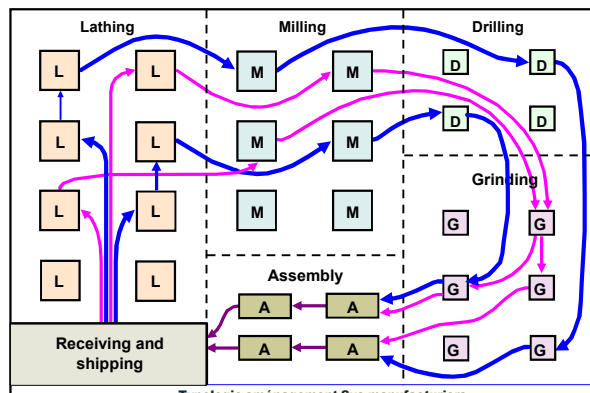 Lathing Milling Drilling
L L M M D D
L L M M D D
Grinding
L L M M G G
Assembly
L L A A G G
Receiving and
shipping
A A G G